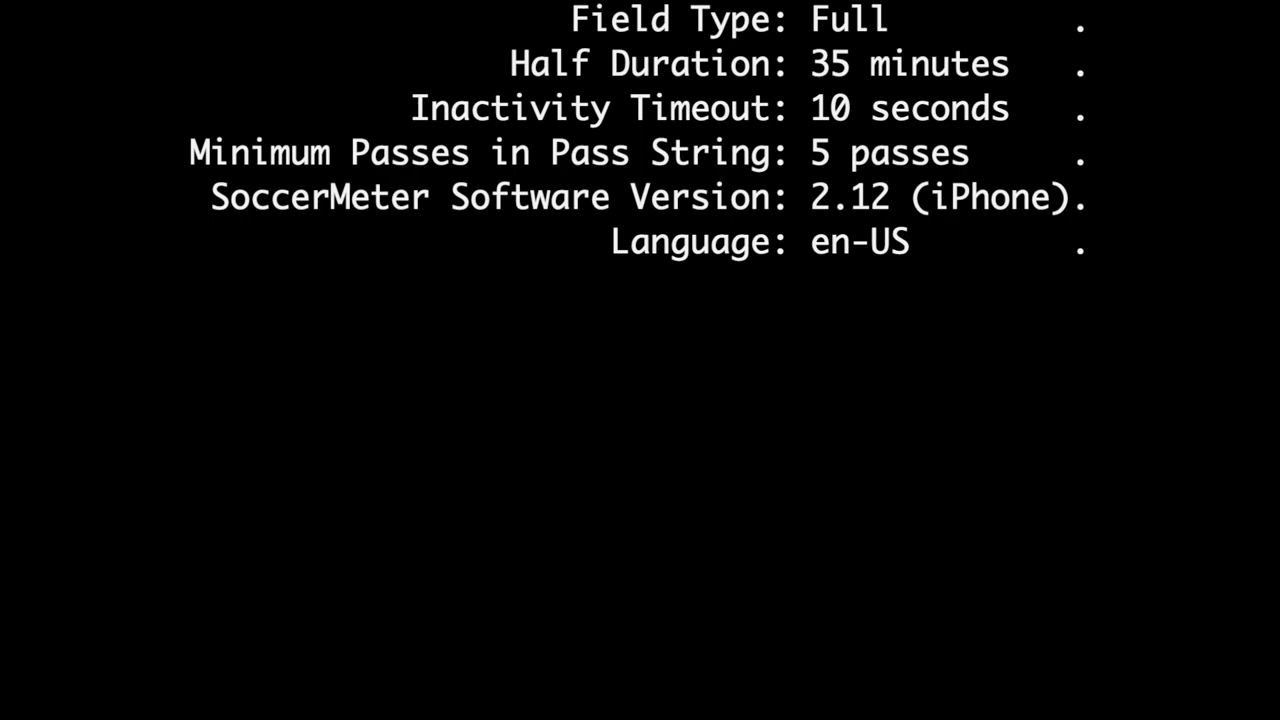 Field Type: Full .
Half Duration: 35 minutes .
Inactivity Timeout: 10 seconds .
Minimum Passes in Pass String: 5 passes .
SoccerMeter Software Version: 2.12 (iPhone).
Language: en-US .